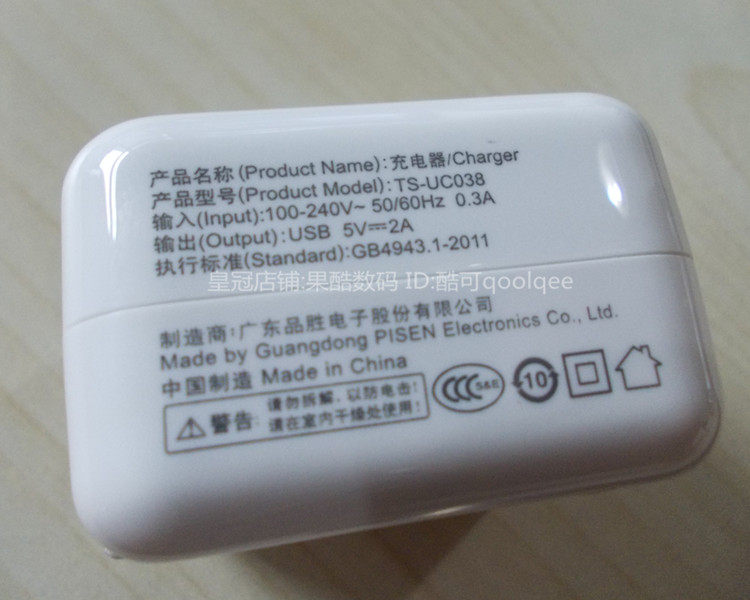 产品名称(Product Name):充电器/Charger
产品型号(Product Model):TS-UC038
输入(Input):100-240V~ 50/60Hz 0.3A
输出(Output):USB 5V⎓2A
执行标准(Standard):GB4943.1-2011
皇冠店铺:果酷数码 ID:酷可qoolqee
制造商:广东品胜电子股份有限公司
Made by Guangdong PISEN Electronics Co., Ltd.
中国制造 Made in China
警告: 请勿拆解,以防电击!
请在室内干燥处使用!
CCC S&E 10